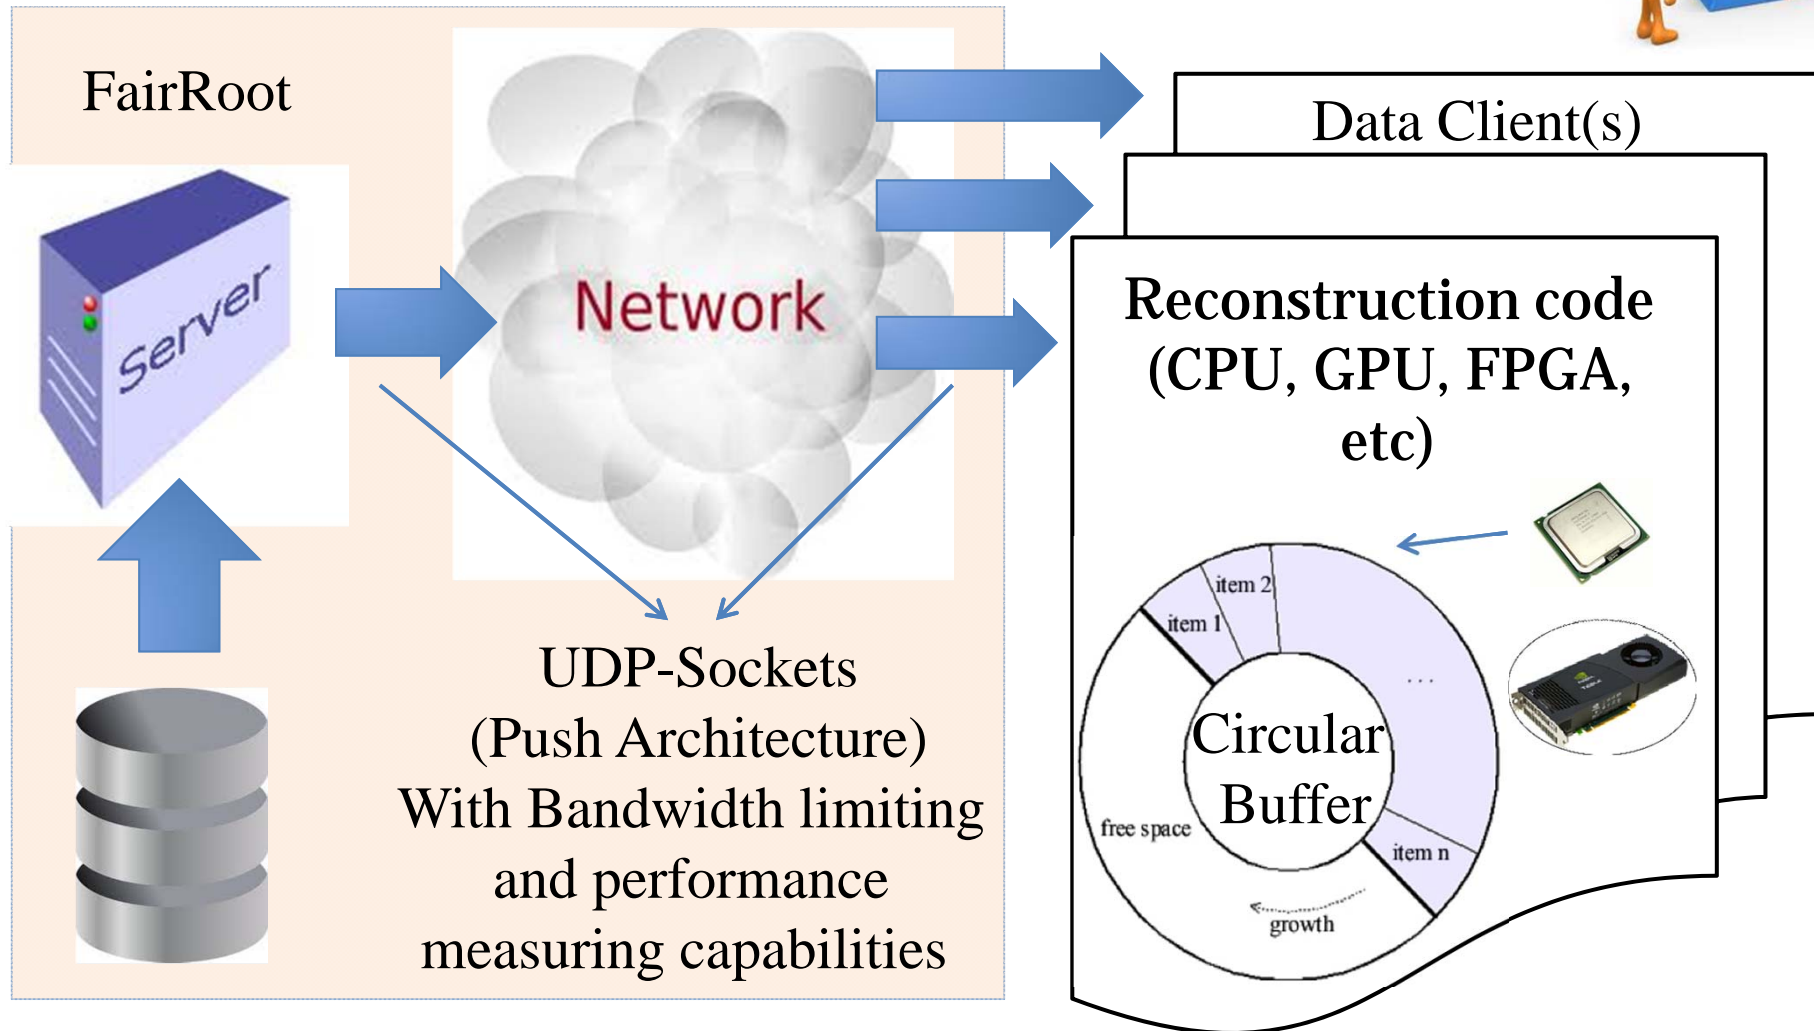 FairRoot
Server
Network
UDP-Sockets
(Push Architecture)
With Bandwidth limiting
and performance
measuring capabilities
Data Client(s)
Reconstruction code
(CPU, GPU, FPGA,
etc)
item 2
item 1
...
Circular
Buffer
free space
item n
growth